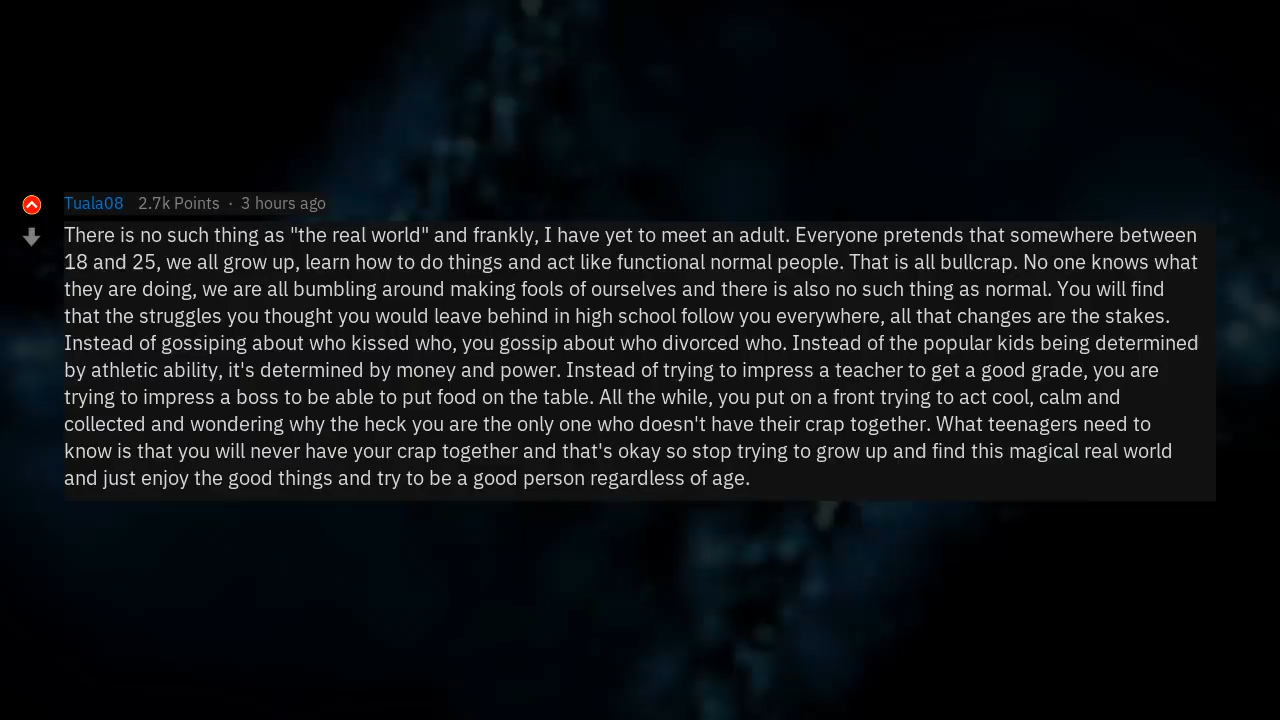 Tuala08 2.7k Points · 3 hours ago
There is no such thing as "the real world" and frankly, I have yet to meet an adult. Everyone pretends that somewhere between
18 and 25, we all grow up, learn how to do things and act like functional normal people. That is all bullcrap. No one knows what
they are doing, we are all bumbling around making fools of ourselves and there is also no such thing as normal. You will find
that the struggles you thought you would leave behind in high school follow you everywhere, all that changes are the stakes.
Instead of gossiping about who kissed who, you gossip about who divorced who. Instead of the popular kids being determined
by athletic ability, it's determined by money and power. Instead of trying to impress a teacher to get a good grade, you are
trying to impress a boss to be able to put food on the table. All the while, you put on a front trying to act cool, calm and
collected and wondering why the heck you are the only one who doesn't have their crap together. What teenagers need to
know is that you will never have your crap together and that's okay so stop trying to grow up and find this magical real world
and just enjoy the good things and try to be a good person regardless of age.